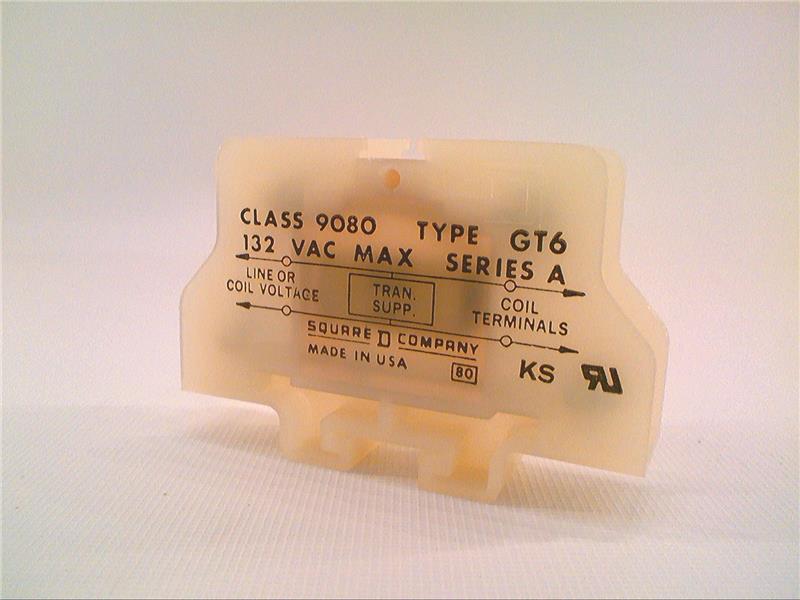 CLASS 9080 TYPE GT6
132 VAC MAX SERIES A
LINE OR
COIL VOLTAGE
TRAN.
SUPP.
COIL
TERMINALS
SQUARE D COMPANY
MADE IN USA
80
KS
RU